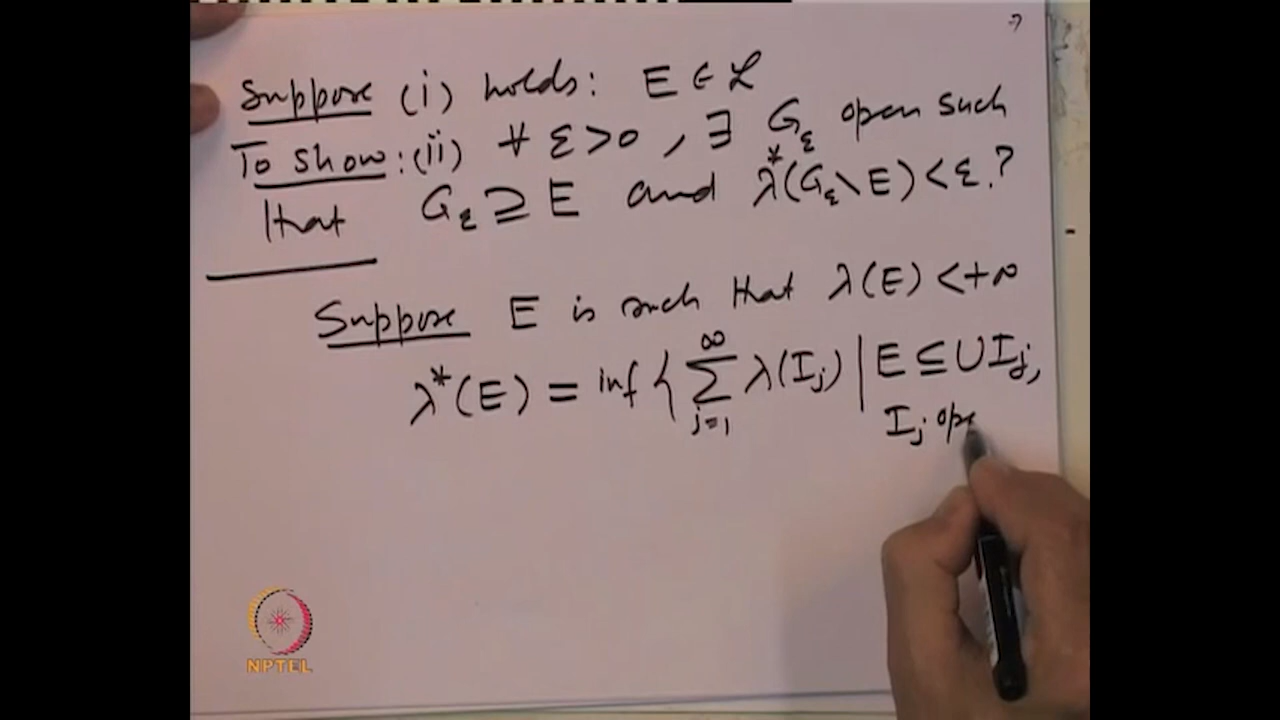 Suppose (i) holds: E ∈ ℒ
To show: (ii) ∀ ε > 0, ∃ G_ε open such
that G_ε ⊇ E and λ*(G_ε \ E) < ε.?
Suppose E is such that λ(E) < +∞
λ*(E) = inf { ∑_{j=1}^{∞} λ(I_j) | E ⊆ ∪ I_j,
I_j ope
NPTEL